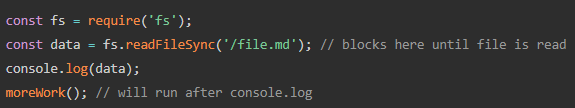 const fs = require('fs');
const data = fs.readFileSync('/file.md'); // blocks here until file is read
console.log(data);
moreWork(); // will run after console.log